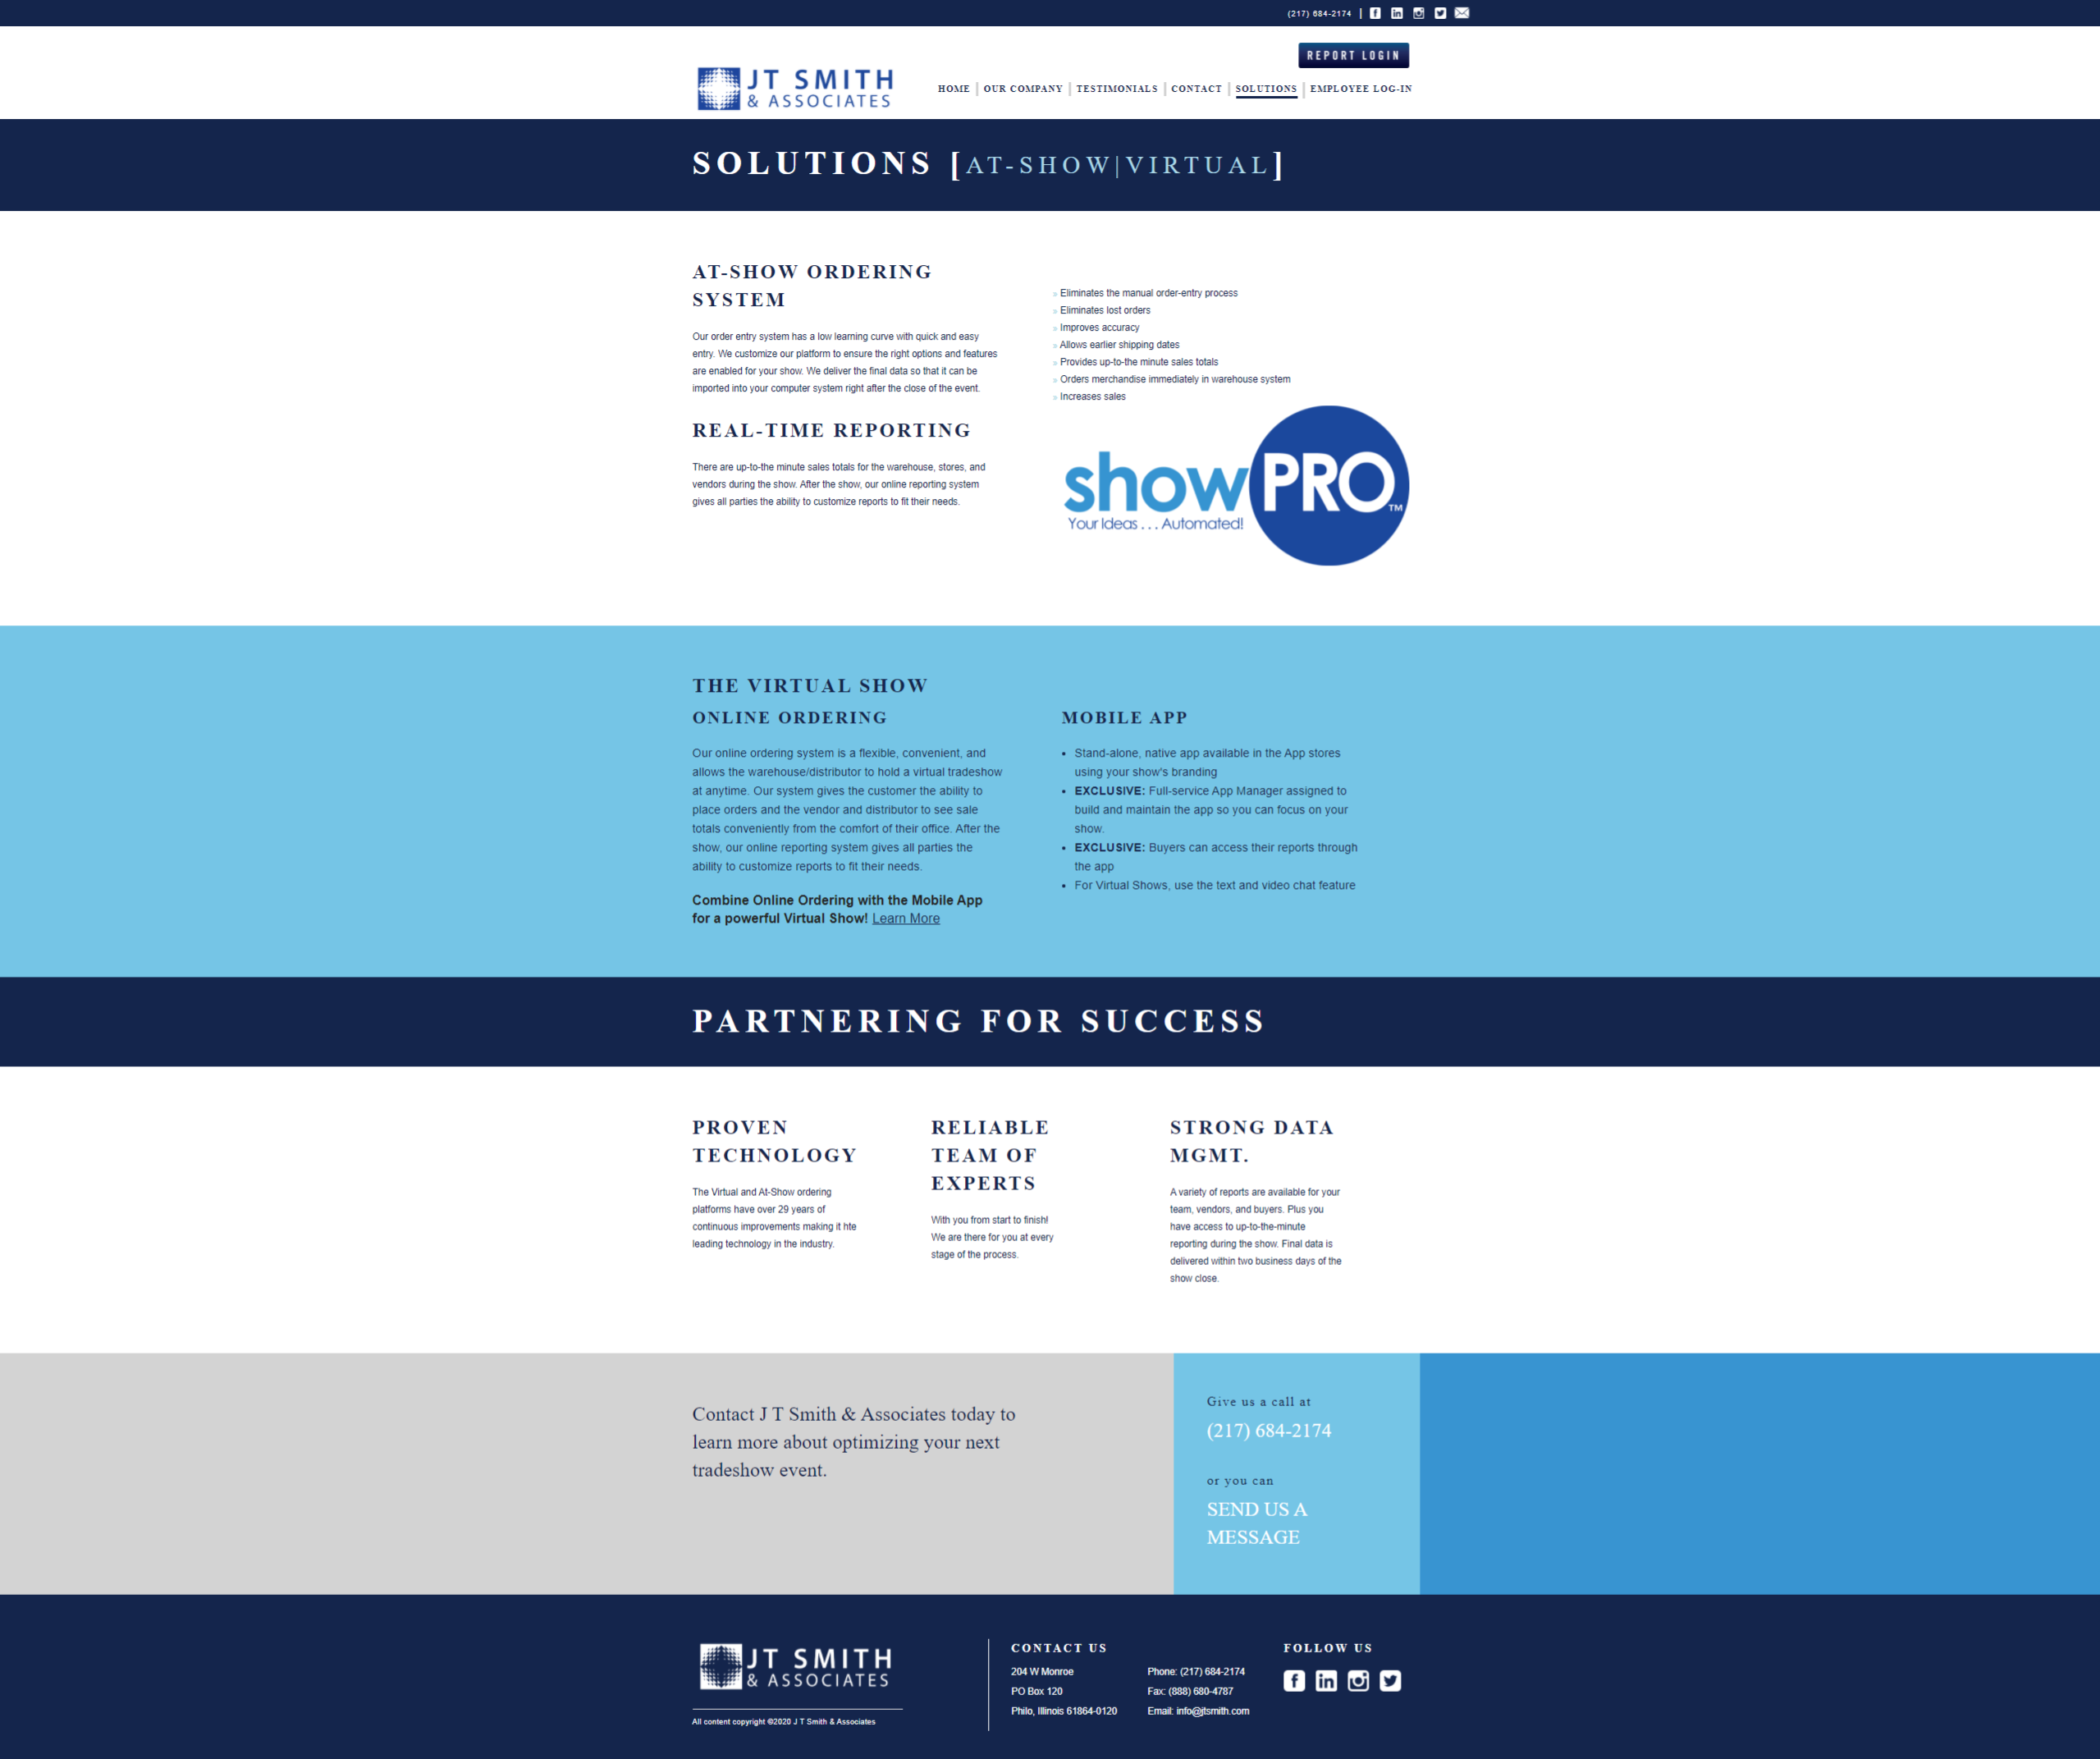 (217) 684-2174 |
REPORT LOGIN
JT SMITH
& ASSOCIATES
HOME | OUR COMPANY | TESTIMONIALS | CONTACT | SOLUTIONS | EMPLOYEE LOG-IN
SOLUTIONS [AT-SHOW|VIRTUAL]
AT-SHOW ORDERING
SYSTEM
Our order entry system has a low learning curve with quick and easy
entry. We customize our platform to ensure the right options and features
are enabled for your show. We deliver the final data so that it can be
imported into your computer system right after the close of the event.
REAL-TIME REPORTING
There are up-to-the minute sales totals for the warehouse, stores, and
vendors during the show. After the show, our online reporting system
gives all parties the ability to customize reports to fit their needs.
» Eliminates the manual order-entry process
» Eliminates lost orders
» Improves accuracy
» Allows earlier shipping dates
» Provides up-to-the minute sales totals
» Orders merchandise immediately in warehouse system
» Increases sales
showPRO™
Your Ideas . . . Automated!
THE VIRTUAL SHOW
ONLINE ORDERING
Our online ordering system is a flexible, convenient, and
allows the warehouse/distributor to hold a virtual tradeshow
at anytime. Our system gives the customer the ability to
place orders and the vendor and distributor to see sale
totals conveniently from the comfort of their office. After the
show, our online reporting system gives all parties the
ability to customize reports to fit their needs.
Combine Online Ordering with the Mobile App
for a powerful Virtual Show! Learn More
MOBILE APP
• Stand-alone, native app available in the App stores
using your show's branding
• EXCLUSIVE: Full-service App Manager assigned to
build and maintain the app so you can focus on your
show.
• EXCLUSIVE: Buyers can access their reports through
the app
• For Virtual Shows, use the text and video chat feature
PARTNERING FOR SUCCESS
PROVEN
TECHNOLOGY
The Virtual and At-Show ordering
platforms have over 29 years of
continuous improvements making it hte
leading technology in the industry.
RELIABLE
TEAM OF
EXPERTS
With you from start to finish!
We are there for you at every
stage of the process.
STRONG DATA
MGMT.
A variety of reports are available for your
team, vendors, and buyers. Plus you
have access to up-to-the-minute
reporting during the show. Final data is
delivered within two business days of the
show close.
Contact J T Smith & Associates today to
learn more about optimizing your next
tradeshow event.
Give us a call at
(217) 684-2174
or you can
SEND US A
MESSAGE
JT SMITH
& ASSOCIATES
All content copyright ©2020 J T Smith & Associates
CONTACT US
204 W Monroe
PO Box 120
Philo, Illinois 61864-0120
Phone: (217) 684-2174
Fax: (888) 680-4787
Email: info@jtsmith.com
FOLLOW US